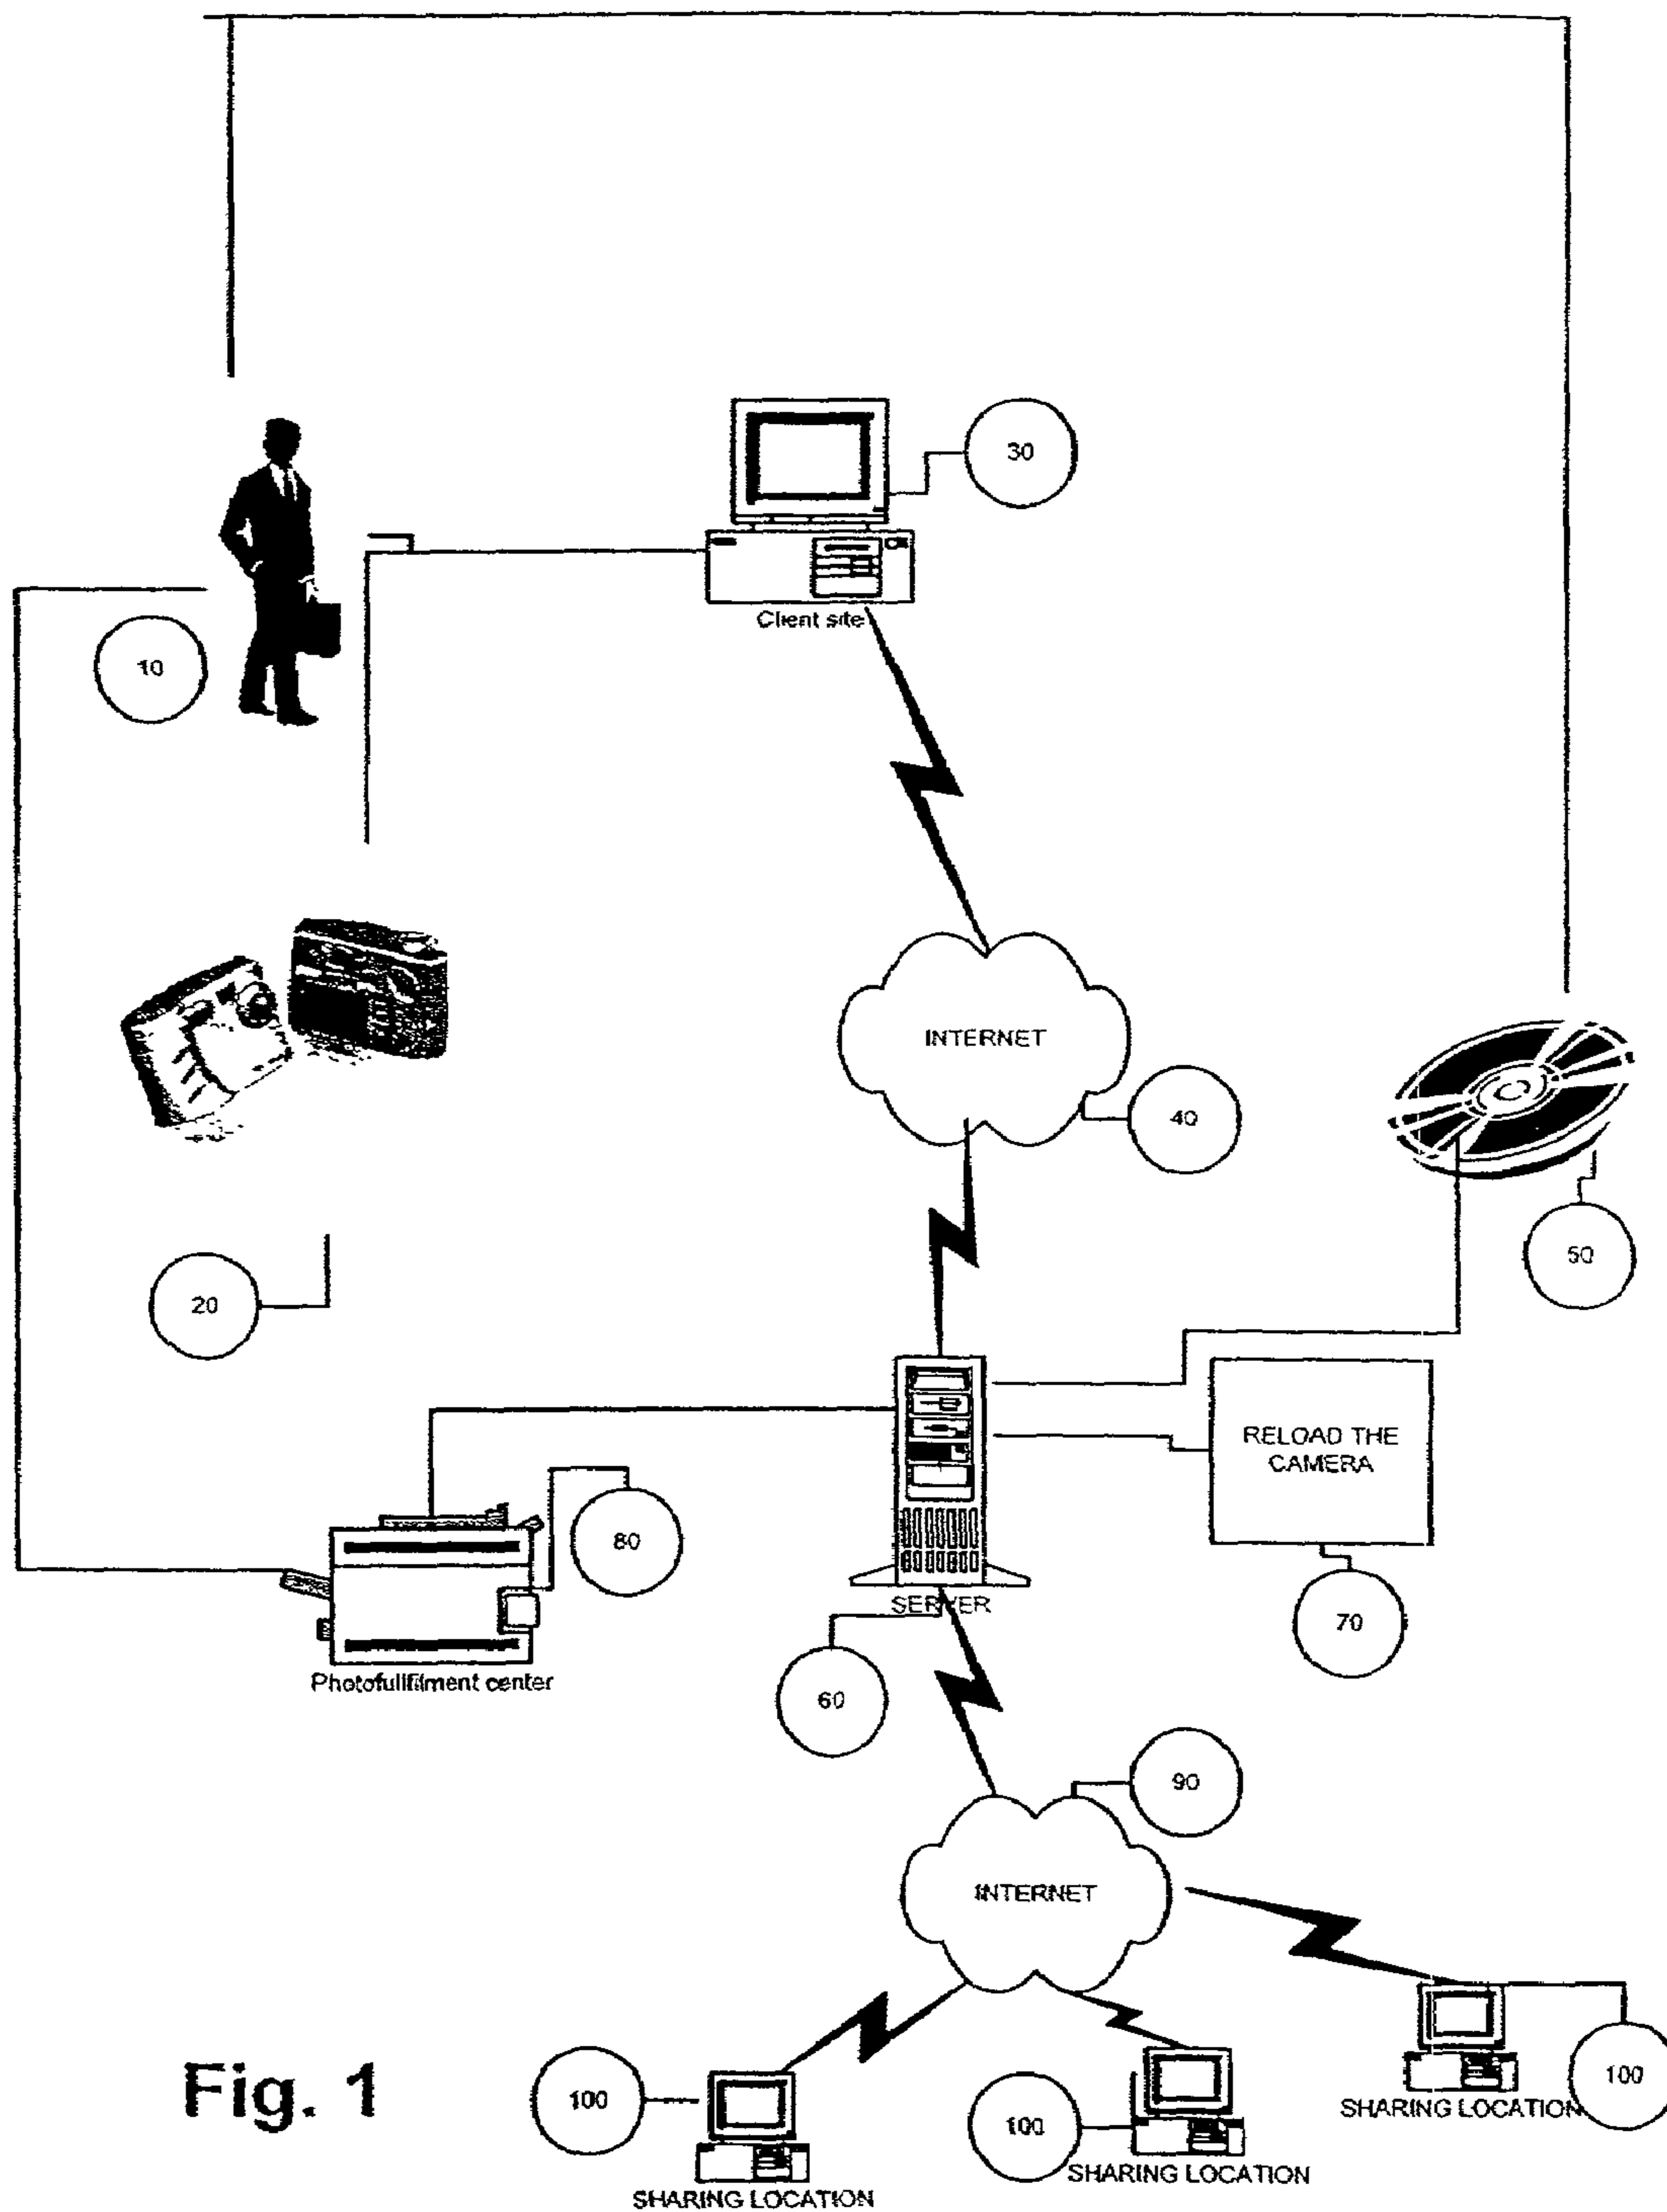 30
Client site
10
INTERNET
40
50
20
RELOAD THE
CAMERA
80
SERVER
70
Photofullfilment center
60
90
INTERNET
Fig. 1
100
SHARING LOCATION
100
SHARING LOCATION
100
SHARING LOCATION